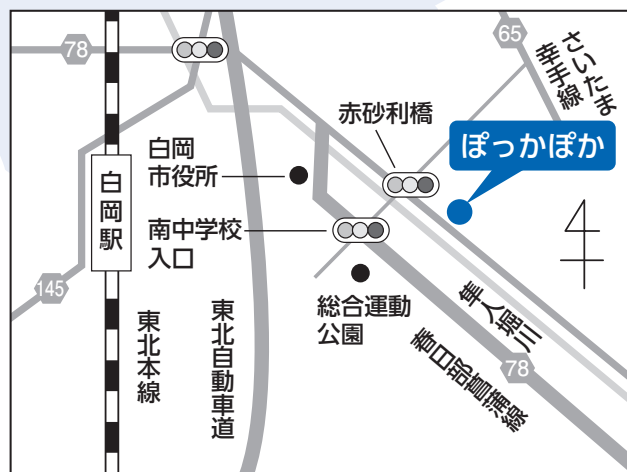 78
65
さいたま
幸手線
赤砂利橋
ぽっかぽか
白岡
市役所
白岡駅
南中学校
入口
145
総合運動
公園
隼人堀川
東北本線
東北自動車道
春日部菖蒲線
78